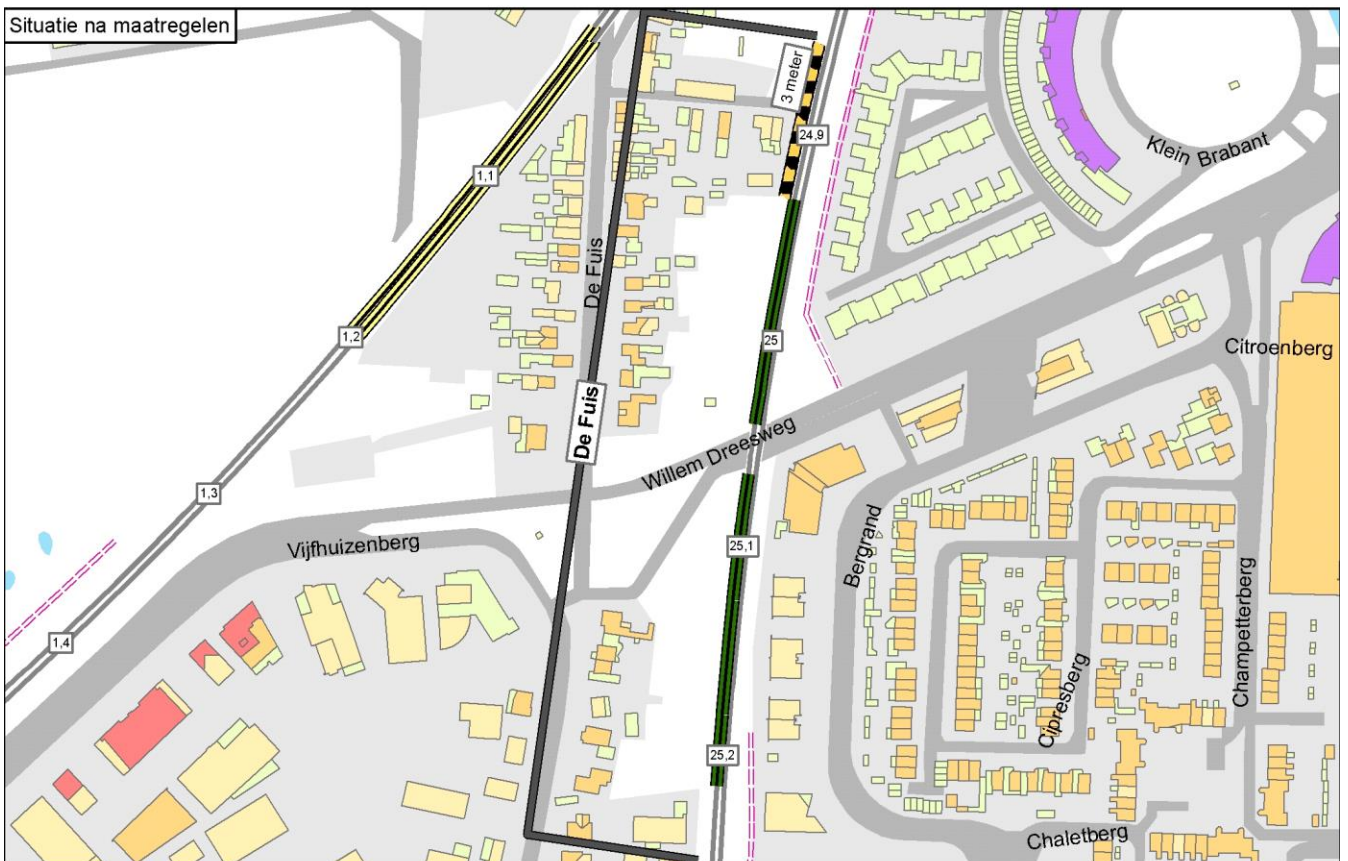 Situatie na maatregelen
3 meter
24,9
Klein Brabant
1,1
De Fuis
1,2
25
Citroenberg
De Fuis
Willem Dreesweg
1,3
Vijfhuizenberg
25,1
Bergrand
Champetterberg
1,4
Cipresberg
25,2
Chaletberg